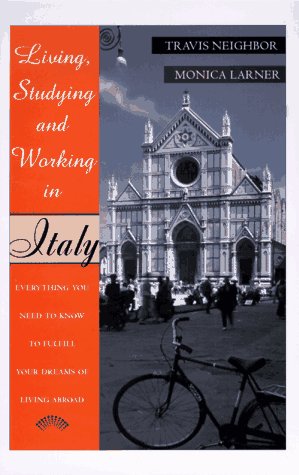 Living,
Studying
and
Working
in
Italy
EVERYTHING YOU
NEED TO KNOW
TO FULFILL
YOUR DREAMS OF
LIVING ABROAD
TRAVIS NEIGHBOR
MONICA LARNER